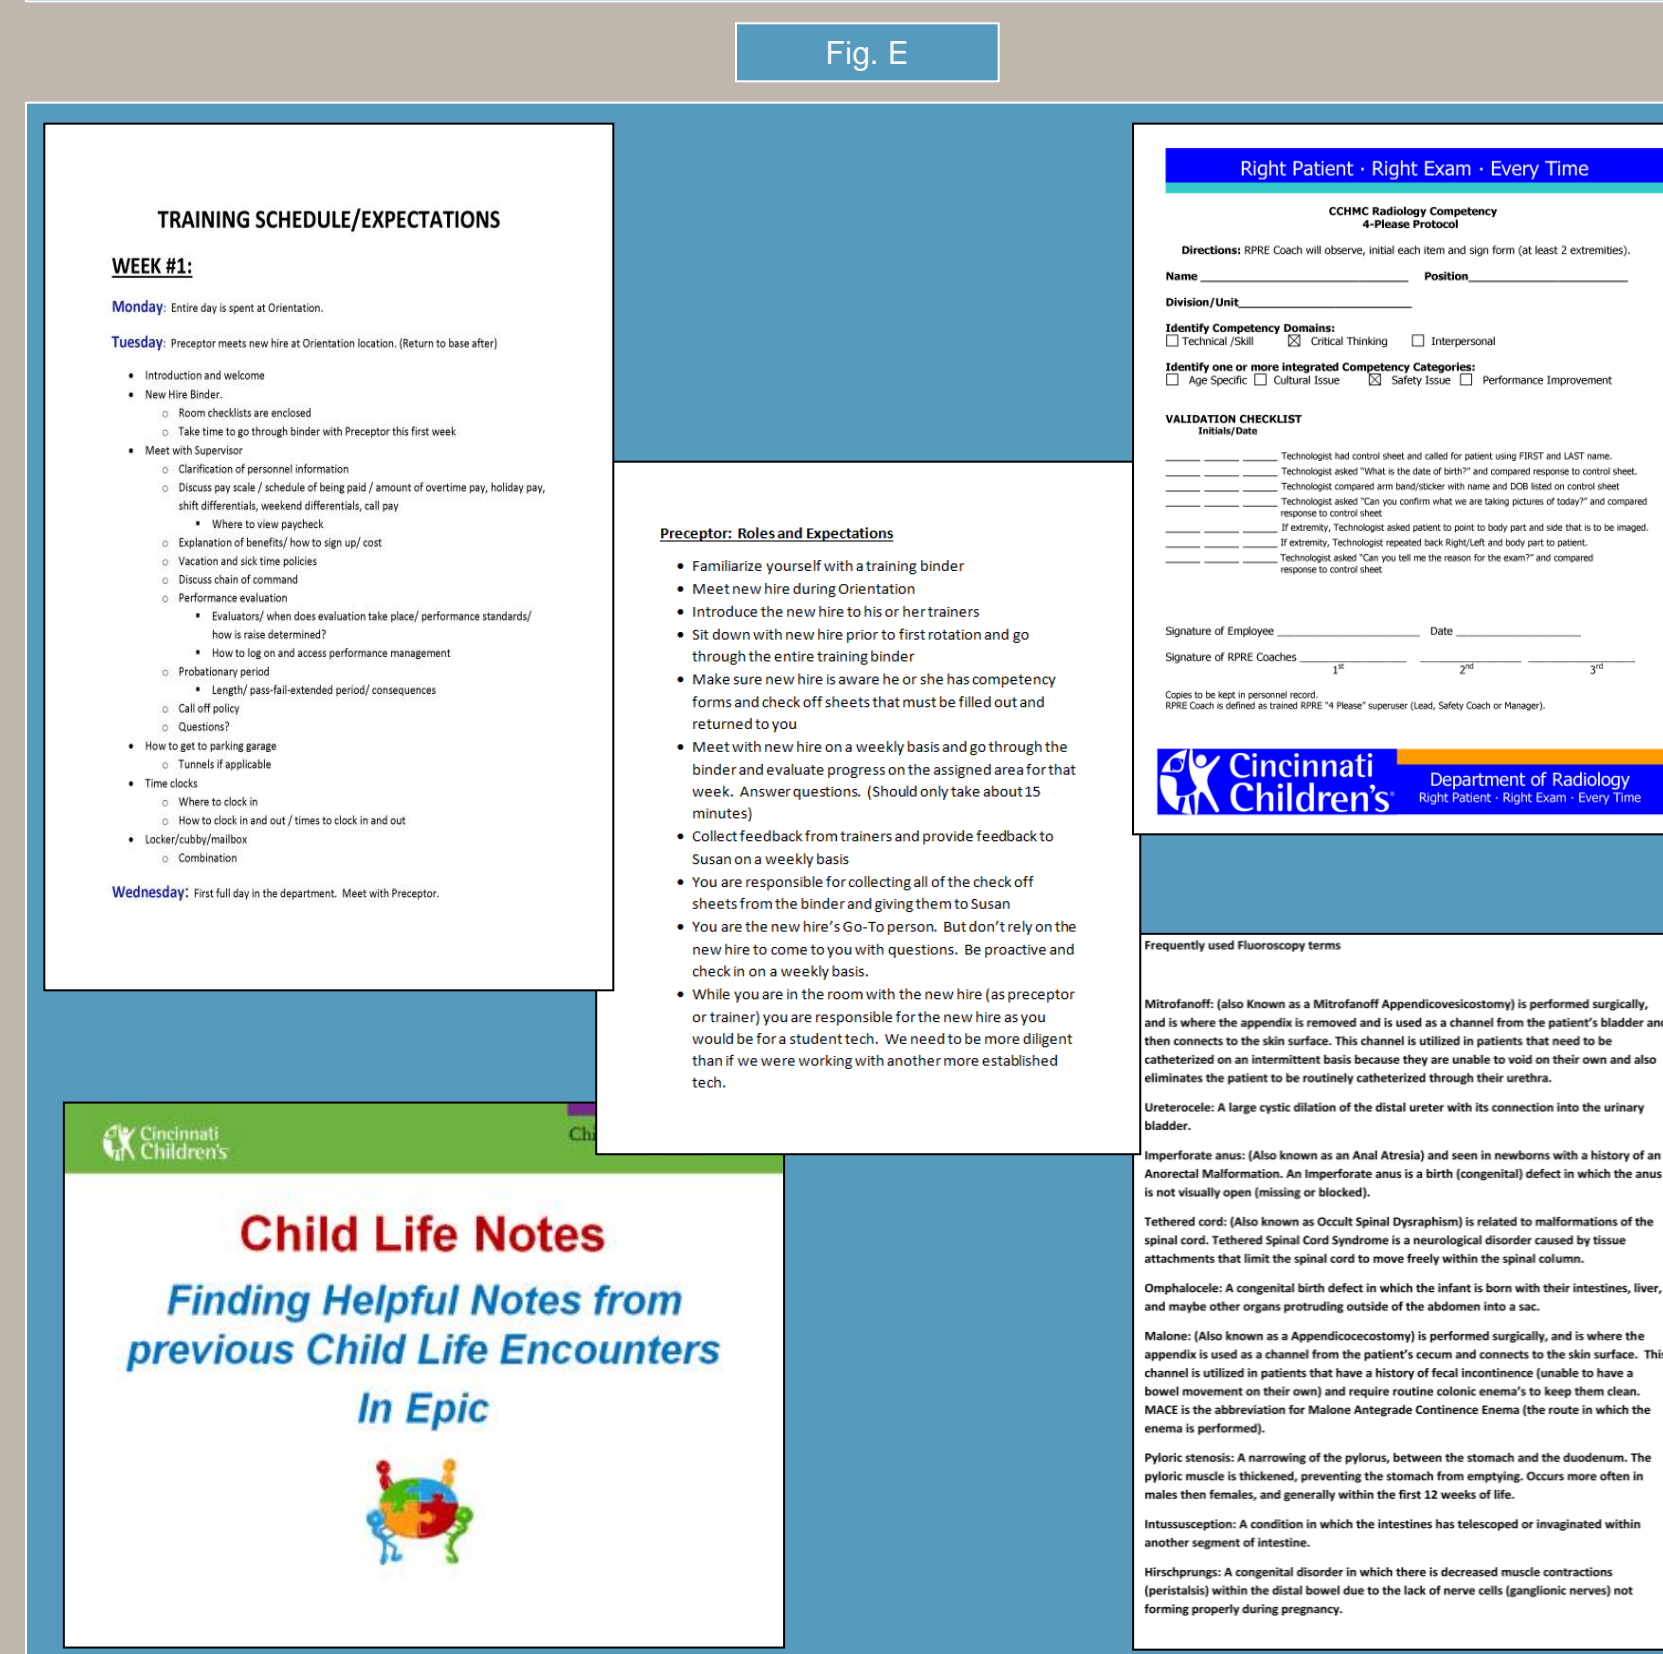 Fig. E
TRAINING SCHEDULE/EXPECTATIONS
WEEK #1:
Monday: Entire day is spent at Orientation.
Tuesday: Preceptor meets new hire at Orientation location. (Return to base after)
• Introduction and welcome
• New Hire Binder.
○ Room checklists are enclosed
○ Take time to go through binder with Preceptor this first week
• Meet with Supervisor
○ Clarification of personnel information
○ Discuss pay scale / schedule of being paid / amount of overtime pay, holiday pay,
shift differentials, weekend differentials, call pay
▪ Where to view paycheck
○ Explanation of benefits/ how to sign up/ cost
○ Vacation and sick time policies
○ Discuss chain of command
○ Performance evaluation
▪ Evaluators/ when does evaluation take place/ performance standards/
how is raise determined?
▪ How to log on and access performance management
○ Probationary period
▪ Length/ pass-fail-extended period/ consequences
○ Call off policy
○ Questions?
• How to get to parking garage
○ Tunnels if applicable
• Time clocks
○ Where to clock in
○ How to clock in and out / times to clock in and out
• Locker/cubby/mailbox
○ Combination
Wednesday: First full day in the department. Meet with Preceptor.
Preceptor: Roles and Expectations
• Familiarize yourself with a training binder
• Meet new hire during Orientation
• Introduce the new hire to his or her trainers
• Sit down with new hire prior to first rotation and go
through the entire training binder
• Make sure new hire is aware he or she has competency
forms and check off sheets that must be filled out and
returned to you
• Meet with new hire on a weekly basis and go through the
binder and evaluate progress on the assigned area for that
week. Answer questions. (Should only take about 15
minutes)
• Collect feedback from trainers and provide feedback to
Susan on a weekly basis
• You are responsible for collecting all of the check off
sheets from the binder and giving them to Susan
• You are the new hire's Go-To person. But don't rely on the
new hire to come to you with questions. Be proactive and
check in on a weekly basis.
• While you are in the room with the new hire (as preceptor
or trainer) you are responsible for the new hire as you
would be for a student tech. We need to be more diligent
than if we were working with another more established
tech.
Right Patient · Right Exam · Every Time
CCHMC Radiology Competency
4-Please Protocol
Directions: RPRE Coach will observe, initial each item and sign form (at least 2 extremities).
Name Position
Division/Unit
Identify Competency Domains:
☐ Technical /Skill ☒ Critical Thinking ☐ Interpersonal
Identify one or more integrated Competency Categories:
☐ Age Specific ☐ Cultural Issue ☒ Safety Issue ☐ Performance Improvement
VALIDATION CHECKLIST
Initials/Date
Technologist had control sheet and called for patient using FIRST and LAST name.
Technologist asked "What is the date of birth?" and compared response to control sheet.
Technologist compared arm band/sticker with name and DOB listed on control sheet
Technologist asked "Can you confirm what we are taking pictures of today?" and compared
response to control sheet
If extremity, Technologist asked patient to point to body part and side that is to be imaged.
If extremity, Technologist repeated back Right/Left and body part to patient.
Technologist asked "Can you tell me the reason for the exam?" and compared
response to control sheet
Signature of Employee Date
Signature of RPRE Coaches
1st 2nd 3rd
Copies to be kept in personnel record.
RPRE Coach is defined as trained RPRE "4 Please" superuser (Lead, Safety Coach or Manager).
Cincinnati
Children's
Department of Radiology
Right Patient · Right Exam · Every Time
Cincinnati
Children's
Chi
Child Life Notes
Finding Helpful Notes from
previous Child Life Encounters
In Epic
Frequently used Fluoroscopy terms
Mitrofanoff: (also Known as a Mitrofanoff Appendicovesicostomy) is performed surgically,
and is where the appendix is removed and is used as a channel from the patient's bladder and
then connects to the skin surface. This channel is utilized in patients that need to be
catheterized on an intermittent basis because they are unable to void on their own and also
eliminates the patient to be routinely catheterized through their urethra.
Ureterocele: A large cystic dilation of the distal ureter with its connection into the urinary
bladder.
Imperforate anus: (Also known as an Anal Atresia) and seen in newborns with a history of an
Anorectal Malformation. An Imperforate anus is a birth (congenital) defect in which the anus
is not visually open (missing or blocked).
Tethered cord: (Also known as Occult Spinal Dysraphism) is related to malformations of the
spinal cord. Tethered Spinal Cord Syndrome is a neurological disorder caused by tissue
attachments that limit the spinal cord to move freely within the spinal column.
Omphalocele: A congenital birth defect in which the infant is born with their intestines, liver,
and maybe other organs protruding outside of the abdomen into a sac.
Malone: (Also known as a Appendicocecostomy) is performed surgically, and is where the
appendix is used as a channel from the patient's cecum and connects to the skin surface. This
channel is utilized in patients that have a history of fecal incontinence (unable to have a
bowel movement on their own) and require routine colonic enema's to keep them clean.
MACE is the abbreviation for Malone Antegrade Continence Enema (the route in which the
enema is performed).
Pyloric stenosis: A narrowing of the pylorus, between the stomach and the duodenum. The
pyloric muscle is thickened, preventing the stomach from emptying. Occurs more often in
males then females, and generally within the first 12 weeks of life.
Intussusception: A condition in which the intestines has telescoped or invaginated within
another segment of intestine.
Hirschprungs: A congenital disorder in which there is decreased muscle contractions
(peristalsis) within the distal bowel due to the lack of nerve cells (ganglionic nerves) not
forming properly during pregnancy.